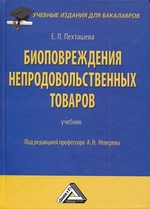 УЧЕБНЫЕ ИЗДАНИЯ ДЛЯ БАКАЛАВРОВ
Е. Л. Пехташева
БИОПОВРЕЖДЕНИЯ
НЕПРОДОВОЛЬСТВЕННЫХ
ТОВАРОВ
учебник
Под редакцией профессора А. Н. Неверова